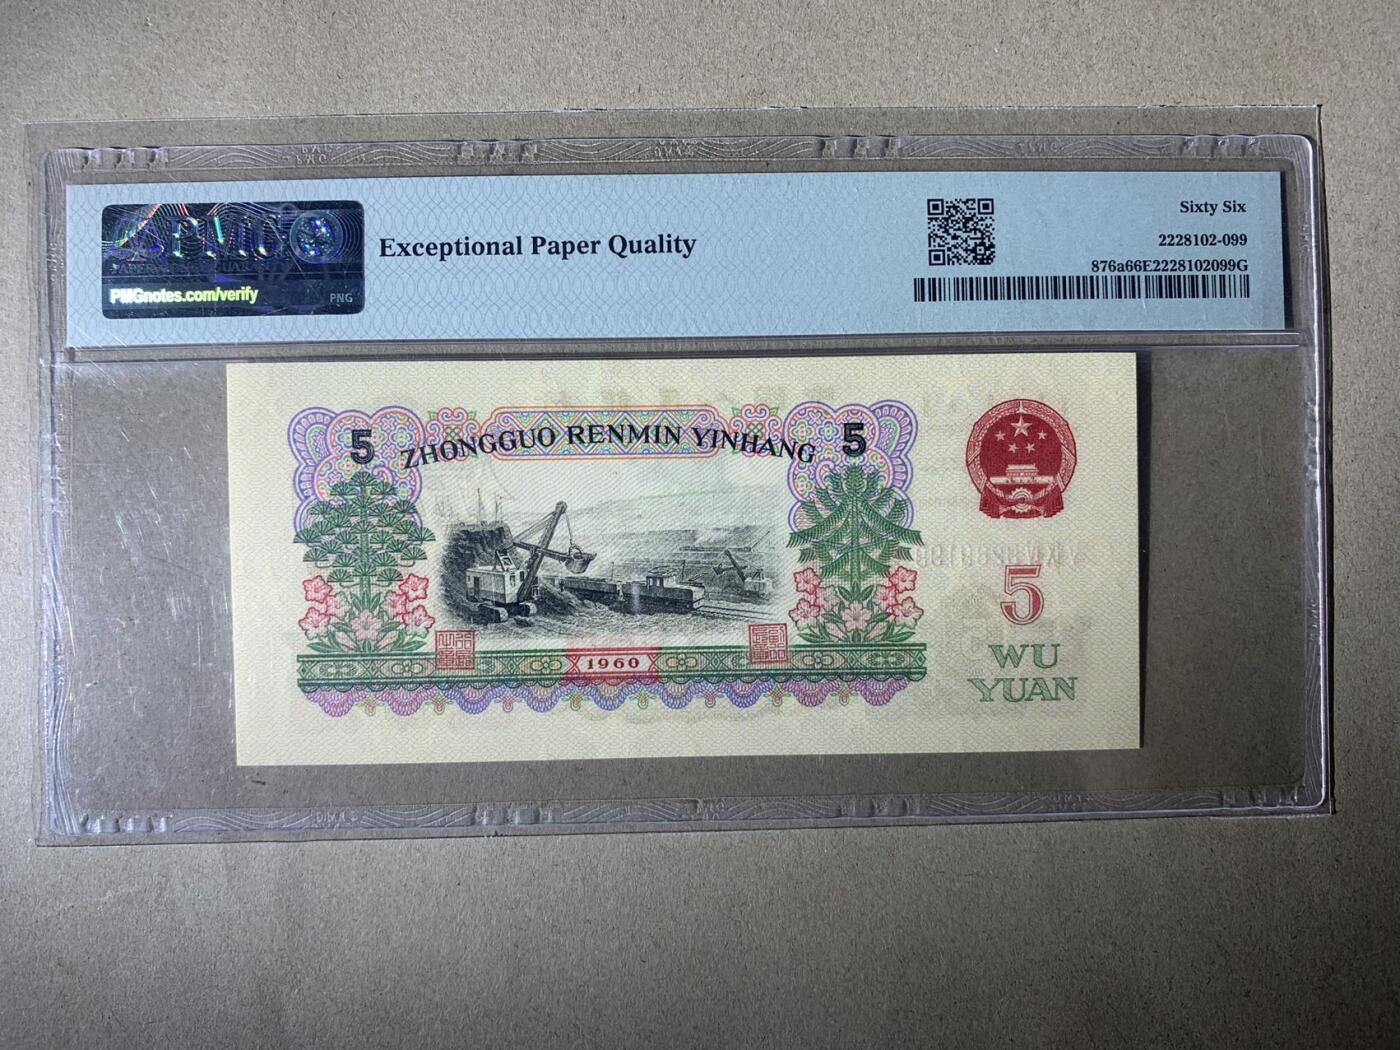 PMG
PMGnotes.com/verify
PNG
Exceptional Paper Quality
Sixty Six
2228102-099
876a66E2228102099G
5
ZHONGGUO RENMIN YINHANG
5
1960
5
WU
YUAN